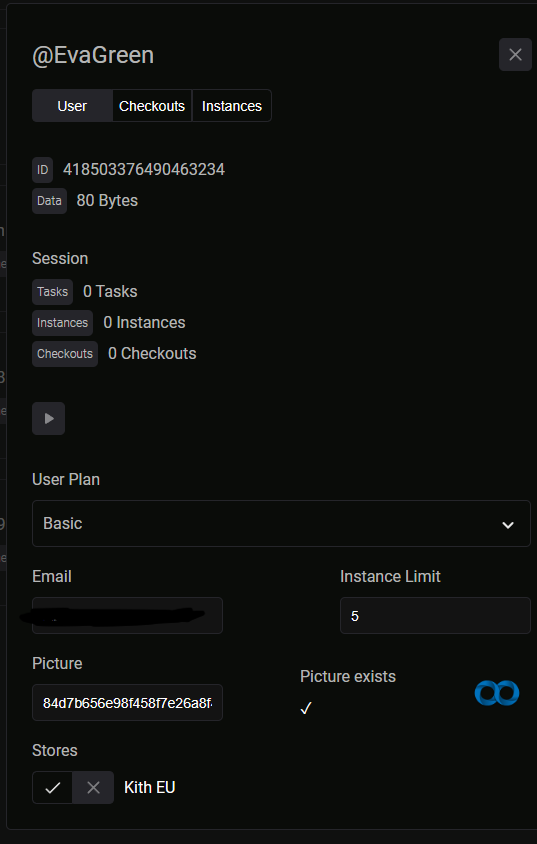 @EvaGreen
User Checkouts Instances
ID 418503376490463234
Data 80 Bytes
Session
Tasks 0 Tasks
Instances 0 Instances
Checkouts 0 Checkouts
User Plan
Basic
Email Instance Limit
5
Picture Picture exists
84d7b656e98f458f7e26a8f
Stores
Kith EU